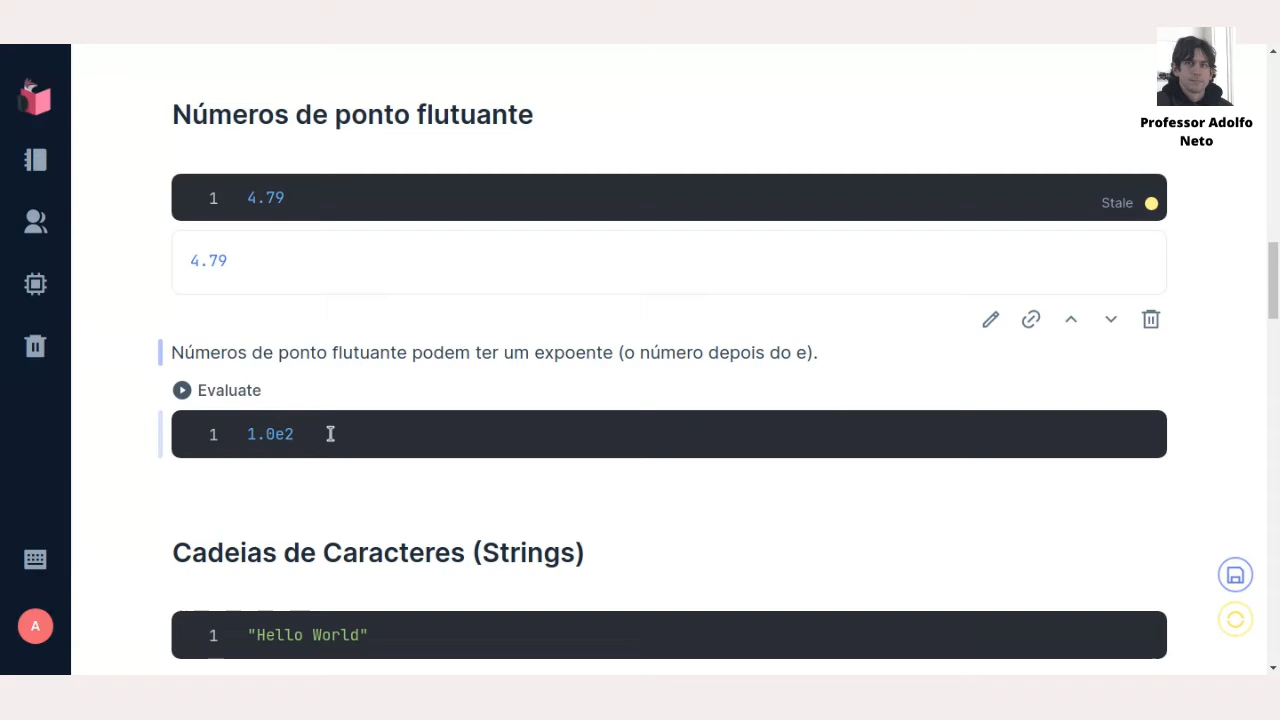 Professor Adolfo
Neto
Números de ponto flutuante
1 4.79
Stale
4.79
Números de ponto flutuante podem ter um expoente (o número depois do e).
Evaluate
1 1.0e2
Cadeias de Caracteres (Strings)
1 "Hello World"
A